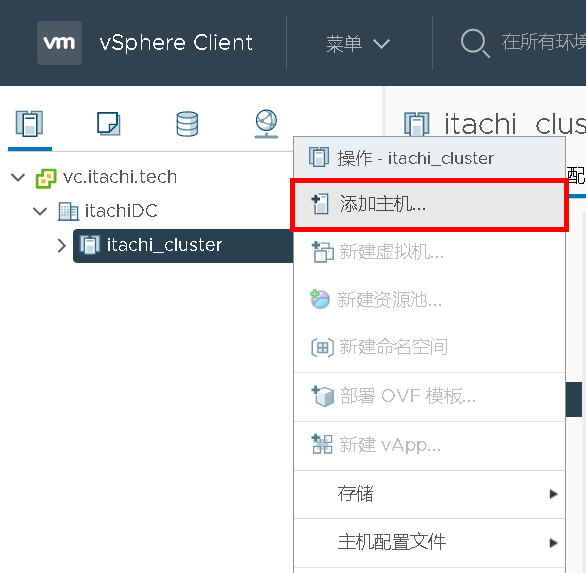 vm vSphere Client 菜单 在所有环境
itachi_clus
vc.itachi.tech
操作 - itachi_cluster
配
添加主机...
itachiDC
itachi_cluster
新建虚拟机...
新建资源池...
新建命名空间
部署 OVF 模板...
新建 vApp...
存储
主机配置文件